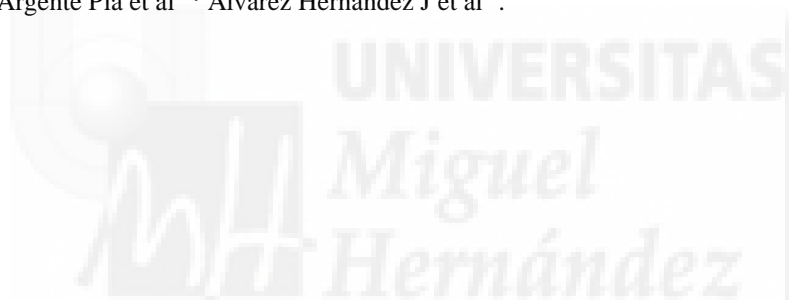 Argente Pla et al Álvarez Hernández J et al .
UNIVERSITAS
Miguel
Hernández